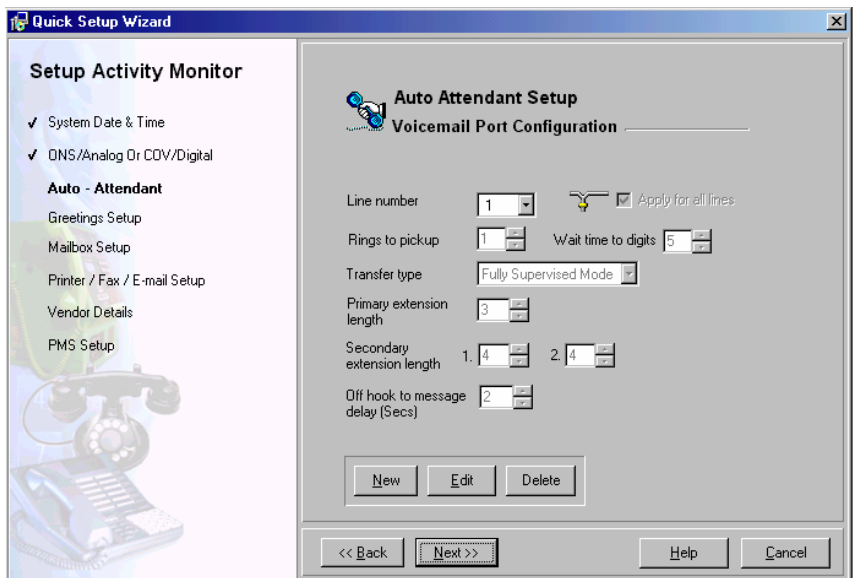 Quick Setup Wizard
Setup Activity Monitor
✓ System Date & Time
✓ ONS/Analog Or COV/Digital
Auto - Attendant
Greetings Setup
Mailbox Setup
Printer / Fax / E-mail Setup
Vendor Details
PMS Setup
Auto Attendant Setup
Voicemail Port Configuration
Line number 1 Apply for all lines
Rings to pickup 1 Wait time to digits 5
Transfer type Fully Supervised Mode
Primary extension
length 3
Secondary
extension length 1. 4 2. 4
Off hook to message
delay (Secs) 2
New Edit Delete
<< Back Next >> Help Cancel